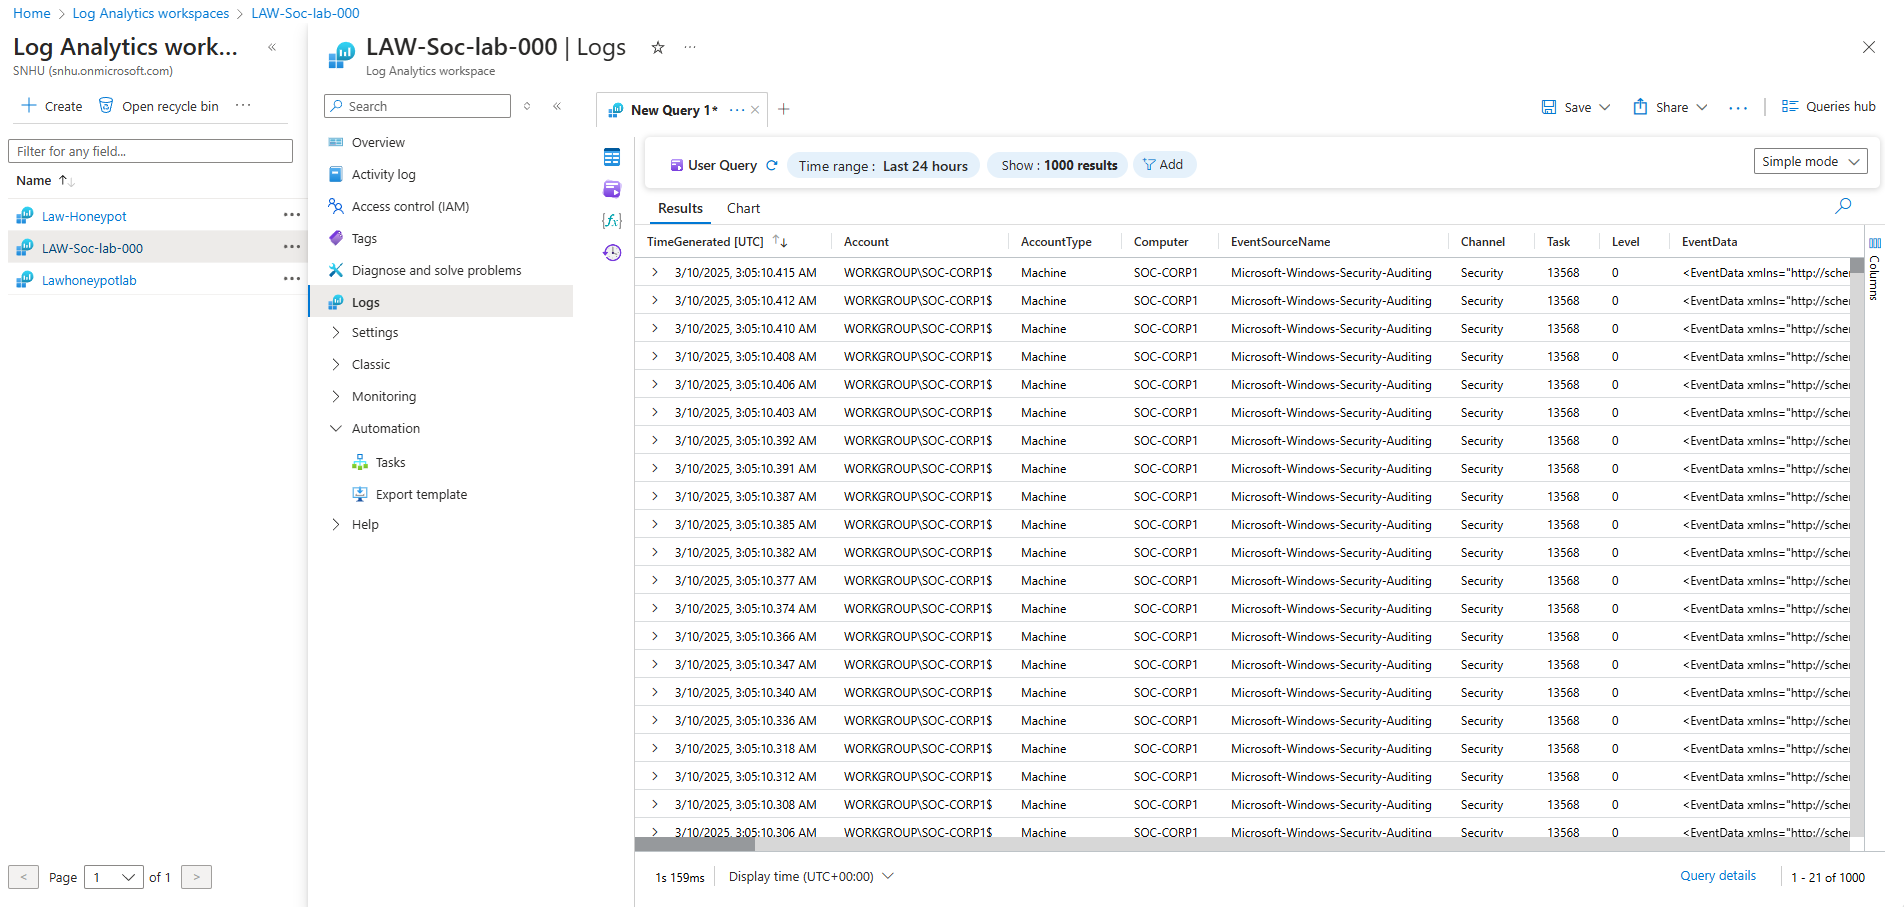 Home > Log Analytics workspaces > LAW-Soc-lab-000
Log Analytics work...
SNHU (snhu.onmicrosoft.com)
Create
Open recycle bin
Filter for any field...
Name
Law-Honeypot
LAW-Soc-lab-000
Lawhoneypotlab
< Page 1 of 1 >
LAW-Soc-lab-000 | Logs
Log Analytics workspace
Search
Overview
Activity log
Access control (IAM)
Tags
Diagnose and solve problems
Logs
Settings
Classic
Monitoring
Automation
Tasks
Export template
Help
New Query 1*
Save Share Queries hub
{fx}
User Query Time range : Last 24 hours Show : 1000 results Add Simple mode
Results Chart
TimeGenerated [UTC] Account AccountType Computer EventSourceName Channel Task Level EventData
3/10/2025, 3:05:10.415 AM WORKGROUP\SOC-CORP1$ Machine SOC-CORP1 Microsoft-Windows-Security-Auditing Security 13568 0 <EventData xmlns="http://scher
3/10/2025, 3:05:10.412 AM WORKGROUP\SOC-CORP1$ Machine SOC-CORP1 Microsoft-Windows-Security-Auditing Security 13568 0 <EventData xmlns="http://scher
3/10/2025, 3:05:10.410 AM WORKGROUP\SOC-CORP1$ Machine SOC-CORP1 Microsoft-Windows-Security-Auditing Security 13568 0 <EventData xmlns="http://scher
3/10/2025, 3:05:10.408 AM WORKGROUP\SOC-CORP1$ Machine SOC-CORP1 Microsoft-Windows-Security-Auditing Security 13568 0 <EventData xmlns="http://scher
3/10/2025, 3:05:10.406 AM WORKGROUP\SOC-CORP1$ Machine SOC-CORP1 Microsoft-Windows-Security-Auditing Security 13568 0 <EventData xmlns="http://scher
3/10/2025, 3:05:10.403 AM WORKGROUP\SOC-CORP1$ Machine SOC-CORP1 Microsoft-Windows-Security-Auditing Security 13568 0 <EventData xmlns="http://scher
3/10/2025, 3:05:10.392 AM WORKGROUP\SOC-CORP1$ Machine SOC-CORP1 Microsoft-Windows-Security-Auditing Security 13568 0 <EventData xmlns="http://scher
3/10/2025, 3:05:10.391 AM WORKGROUP\SOC-CORP1$ Machine SOC-CORP1 Microsoft-Windows-Security-Auditing Security 13568 0 <EventData xmlns="http://scher
3/10/2025, 3:05:10.387 AM WORKGROUP\SOC-CORP1$ Machine SOC-CORP1 Microsoft-Windows-Security-Auditing Security 13568 0 <EventData xmlns="http://scher
3/10/2025, 3:05:10.385 AM WORKGROUP\SOC-CORP1$ Machine SOC-CORP1 Microsoft-Windows-Security-Auditing Security 13568 0 <EventData xmlns="http://scher
3/10/2025, 3:05:10.382 AM WORKGROUP\SOC-CORP1$ Machine SOC-CORP1 Microsoft-Windows-Security-Auditing Security 13568 0 <EventData xmlns="http://scher
3/10/2025, 3:05:10.377 AM WORKGROUP\SOC-CORP1$ Machine SOC-CORP1 Microsoft-Windows-Security-Auditing Security 13568 0 <EventData xmlns="http://scher
3/10/2025, 3:05:10.374 AM WORKGROUP\SOC-CORP1$ Machine SOC-CORP1 Microsoft-Windows-Security-Auditing Security 13568 0 <EventData xmlns="http://scher
3/10/2025, 3:05:10.366 AM WORKGROUP\SOC-CORP1$ Machine SOC-CORP1 Microsoft-Windows-Security-Auditing Security 13568 0 <EventData xmlns="http://scher
3/10/2025, 3:05:10.347 AM WORKGROUP\SOC-CORP1$ Machine SOC-CORP1 Microsoft-Windows-Security-Auditing Security 13568 0 <EventData xmlns="http://scher
3/10/2025, 3:05:10.340 AM WORKGROUP\SOC-CORP1$ Machine SOC-CORP1 Microsoft-Windows-Security-Auditing Security 13568 0 <EventData xmlns="http://scher
3/10/2025, 3:05:10.336 AM WORKGROUP\SOC-CORP1$ Machine SOC-CORP1 Microsoft-Windows-Security-Auditing Security 13568 0 <EventData xmlns="http://scher
3/10/2025, 3:05:10.318 AM WORKGROUP\SOC-CORP1$ Machine SOC-CORP1 Microsoft-Windows-Security-Auditing Security 13568 0 <EventData xmlns="http://scher
3/10/2025, 3:05:10.312 AM WORKGROUP\SOC-CORP1$ Machine SOC-CORP1 Microsoft-Windows-Security-Auditing Security 13568 0 <EventData xmlns="http://scher
3/10/2025, 3:05:10.308 AM WORKGROUP\SOC-CORP1$ Machine SOC-CORP1 Microsoft-Windows-Security-Auditing Security 13568 0 <EventData xmlns="http://scher
3/10/2025, 3:05:10.306 AM WORKGROUP\SOC-CORP1$ Machine SOC-CORP1 Microsoft-Windows-Security-Auditing Security 13568 0 <EventData xmlns="http://scher
Columns
1s 159ms Display time (UTC+00:00) Query details 1 - 21 of 1000